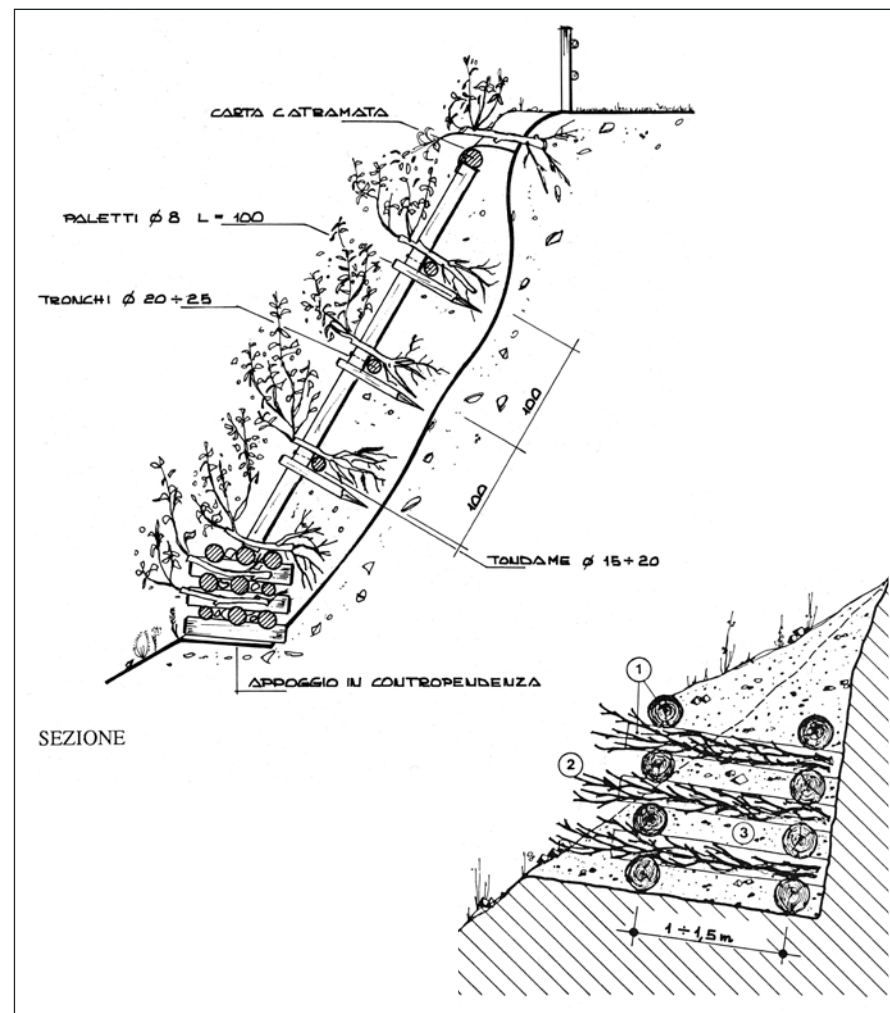 CARTA CATRAMATA
PALETTI Ø 8 L = 100
TRONCHI Ø 20 ÷ 25
100
100
TONDAME Ø 15 ÷ 20
APPOGGIO IN CONTROPENDENZA
SEZIONE
1
2
3
1 ÷ 1,5 m